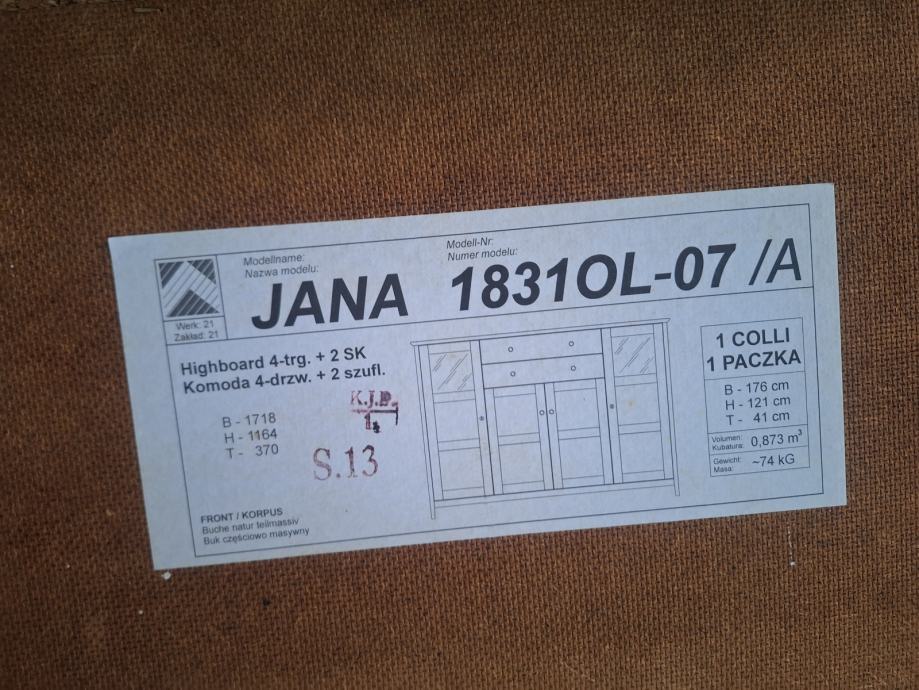 Modellname:
Nazwa modelu:
JANA
Modell-Nr:
Numer modelu:
1831OL-07 /A
Werk: 21
Zakład: 21
Highboard 4-trg. + 2 SK
Komoda 4-drzw. + 2 szufl.
B - 1718
H - 1164
T - 370
K.J.D.
1.
S.13
FRONT / KORPUS
Buche natur teilmassiv
Buk częściowo masywny
1 COLLI
1 PACZKA
B - 176 cm
H - 121 cm
T - 41 cm
Volumen:
Kubatura: 0,873 m³
Gewicht:
Masa: ~74 kG